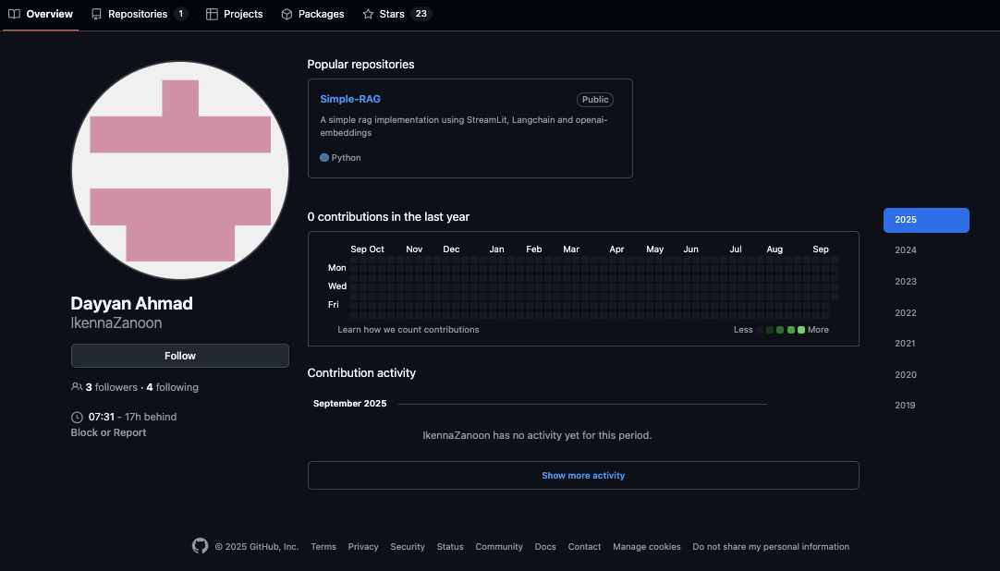 Overview Repositories 1 Projects Packages Stars 23
Popular repositories
Simple-RAG Public
A simple rag implementation using StreamLit, Langchain and openai-
embeddings
Python
Dayyan Ahmad
IkennaZanoon
Follow
3 followers · 4 following
07:31 - 17h behind
Block or Report
0 contributions in the last year
Sep Oct Nov Dec Jan Feb Mar Apr May Jun Jul Aug Sep
Mon
Wed
Fri
Learn how we count contributions Less More
2025
2024
2023
2022
2021
2020
2019
Contribution activity
September 2025
IkennaZanoon has no activity yet for this period.
Show more activity
© 2025 GitHub, Inc. Terms Privacy Security Status Community Docs Contact Manage cookies Do not share my personal information